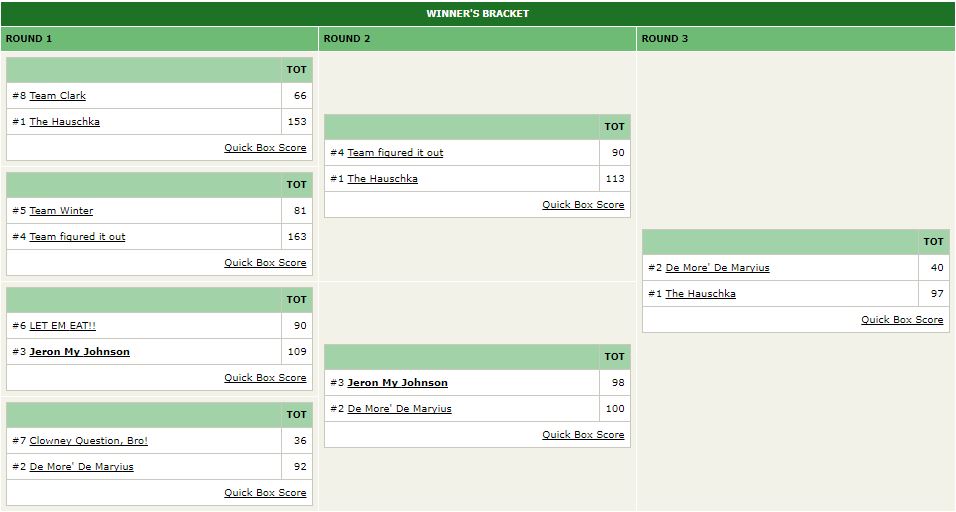 WINNER'S BRACKET
ROUND 1
TOT
#8 Team Clark 66
#1 The Hauschka 153
Quick Box Score
TOT
#5 Team Winter 81
#4 Team figured it out 163
Quick Box Score
TOT
#6 LET EM EAT!! 90
#3 Jeron My Johnson 109
Quick Box Score
TOT
#7 Clowney Question, Bro! 36
#2 De More' De Maryius 92
Quick Box Score
ROUND 2
TOT
#4 Team figured it out 90
#1 The Hauschka 113
Quick Box Score
TOT
#3 Jeron My Johnson 98
#2 De More' De Maryius 100
Quick Box Score
ROUND 3
TOT
#2 De More' De Maryius 40
#1 The Hauschka 97
Quick Box Score